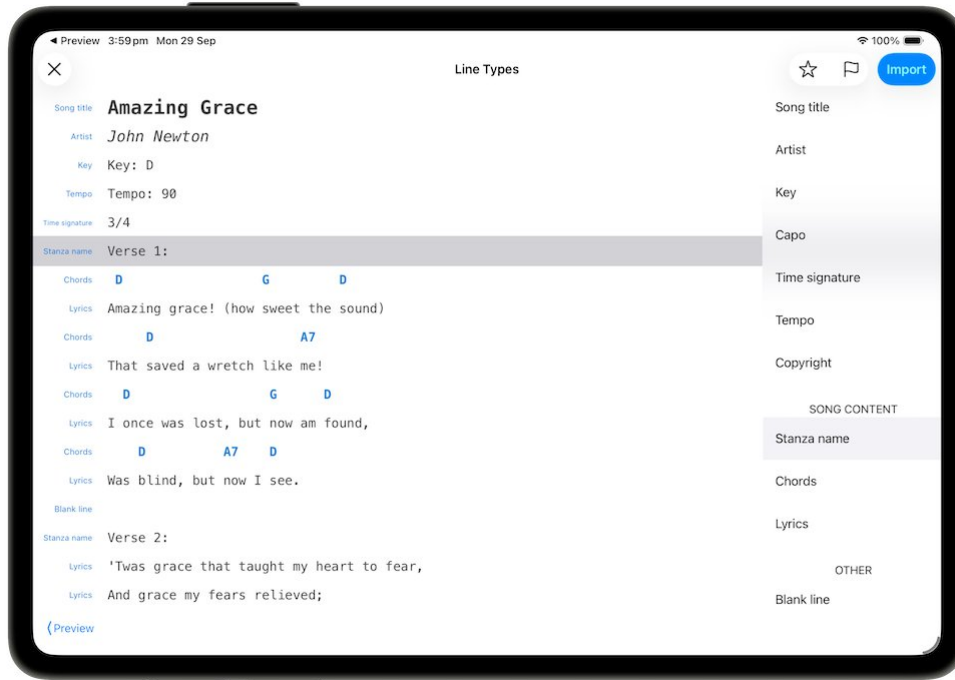 ◀ Preview 3:59 pm Mon 29 Sep 100%
Line Types
Import
Song title Amazing Grace
Artist John Newton
Key Key: D
Tempo Tempo: 90
Time signature 3/4
Stanza name Verse 1:
Chords D G D
Lyrics Amazing grace! (how sweet the sound)
Chords D A7
Lyrics That saved a wretch like me!
Chords D G D
Lyrics I once was lost, but now am found,
Chords D A7 D
Lyrics Was blind, but now I see.
Blank line
Stanza name Verse 2:
Lyrics 'Twas grace that taught my heart to fear,
Lyrics And grace my fears relieved;
Preview
Song title
Artist
Key
Capo
Time signature
Tempo
Copyright
SONG CONTENT
Stanza name
Chords
Lyrics
OTHER
Blank line